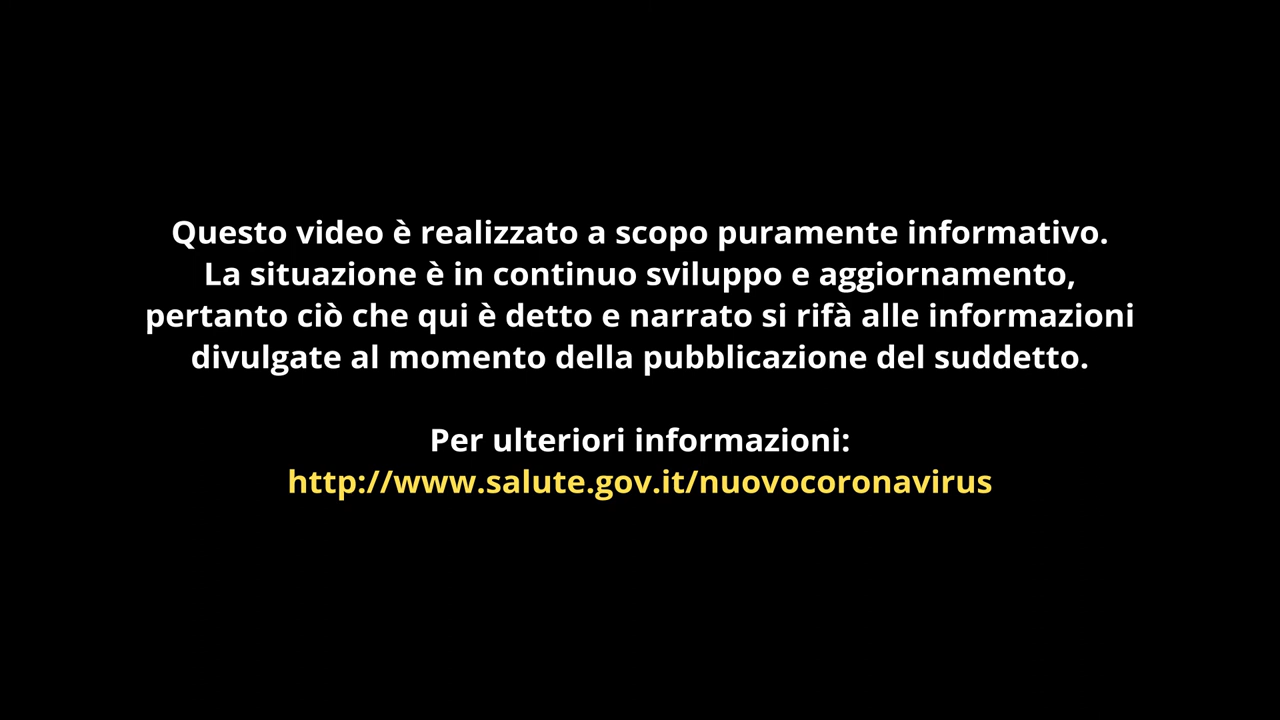 Questo video è realizzato a scopo puramente informativo.
La situazione è in continuo sviluppo e aggiornamento,
pertanto ciò che qui è detto e narrato si rifà alle informazioni
divulgate al momento della pubblicazione del suddetto.
Per ulteriori informazioni:
http://www.salute.gov.it/nuovocoronavirus